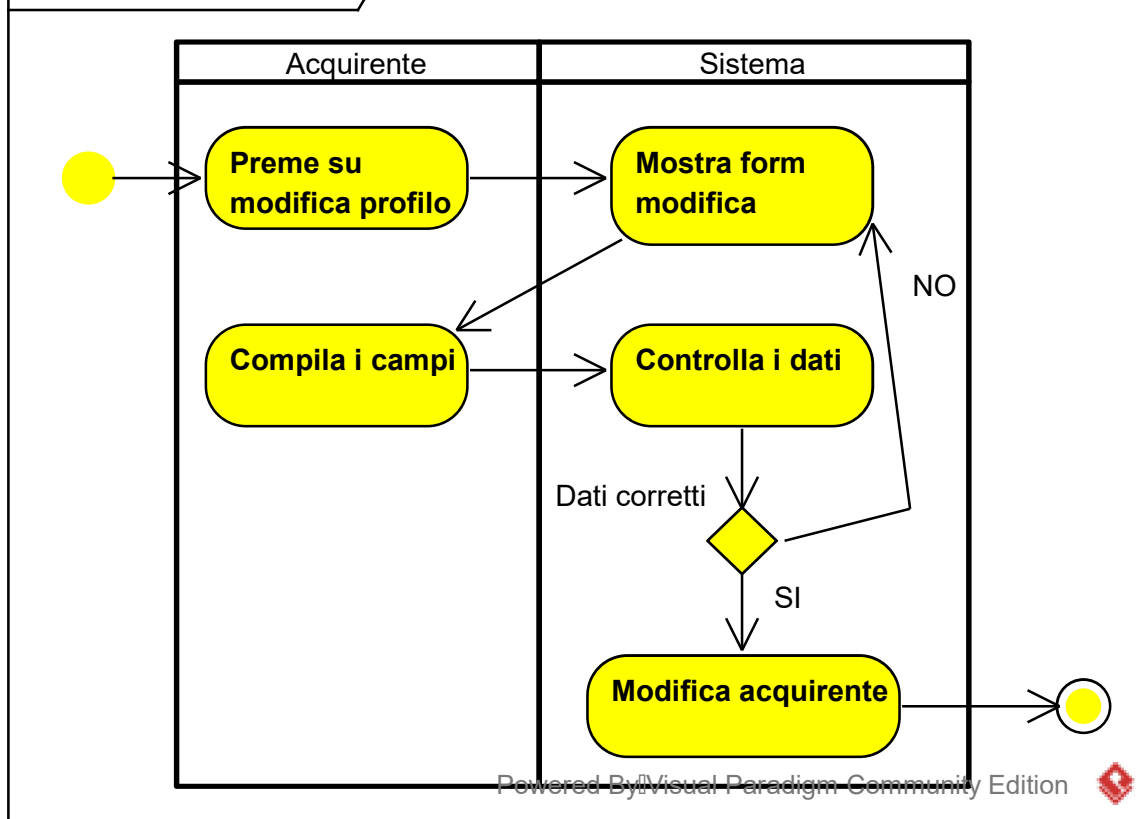 Acquirente
Sistema
Preme su
modifica profilo
Mostra form
modifica
NO
Compila i campi
Controlla i dati
Dati corretti
SI
Modifica acquirente
Powered By Visual Paradigm Community Edition